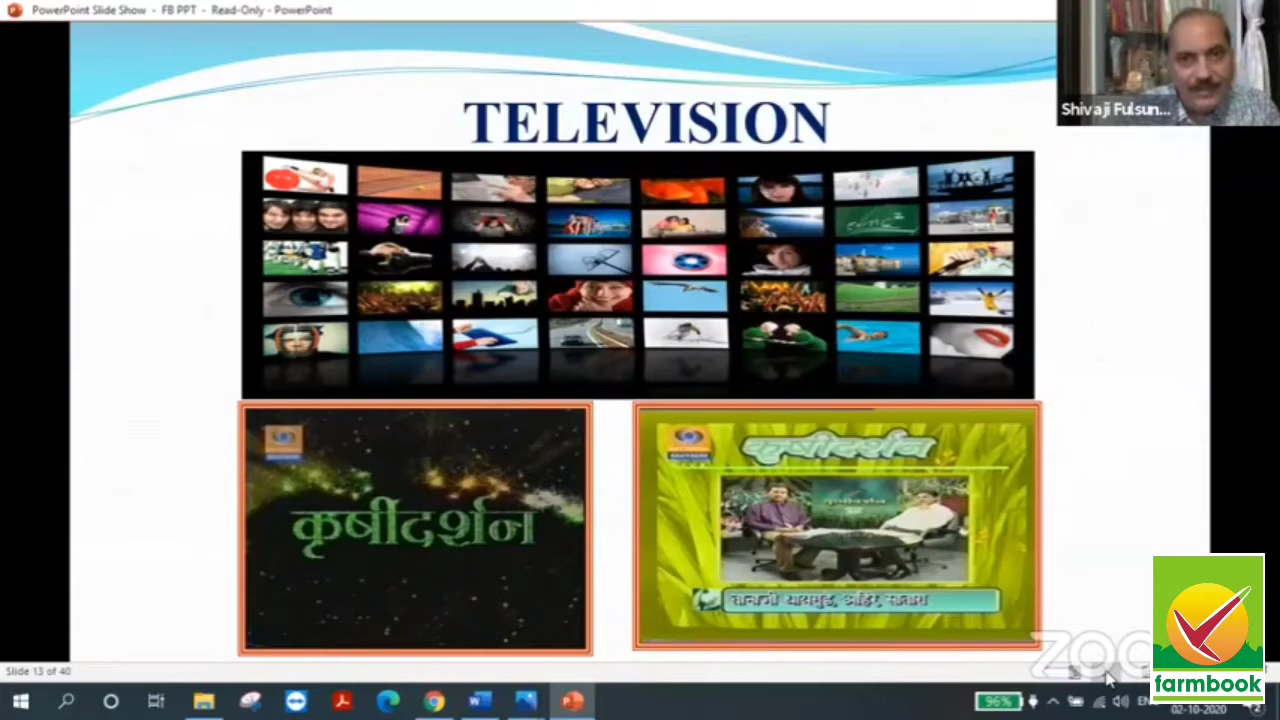 PowerPoint Slide Show - FB PPT - Read-Only - PowerPoint
Shivaji Fulsun...
TELEVISION
कृषीदर्शन
कृषीदर्शन
सातारा
zoo
farmbook
Slide 13 of 40
96%
02-10-2020